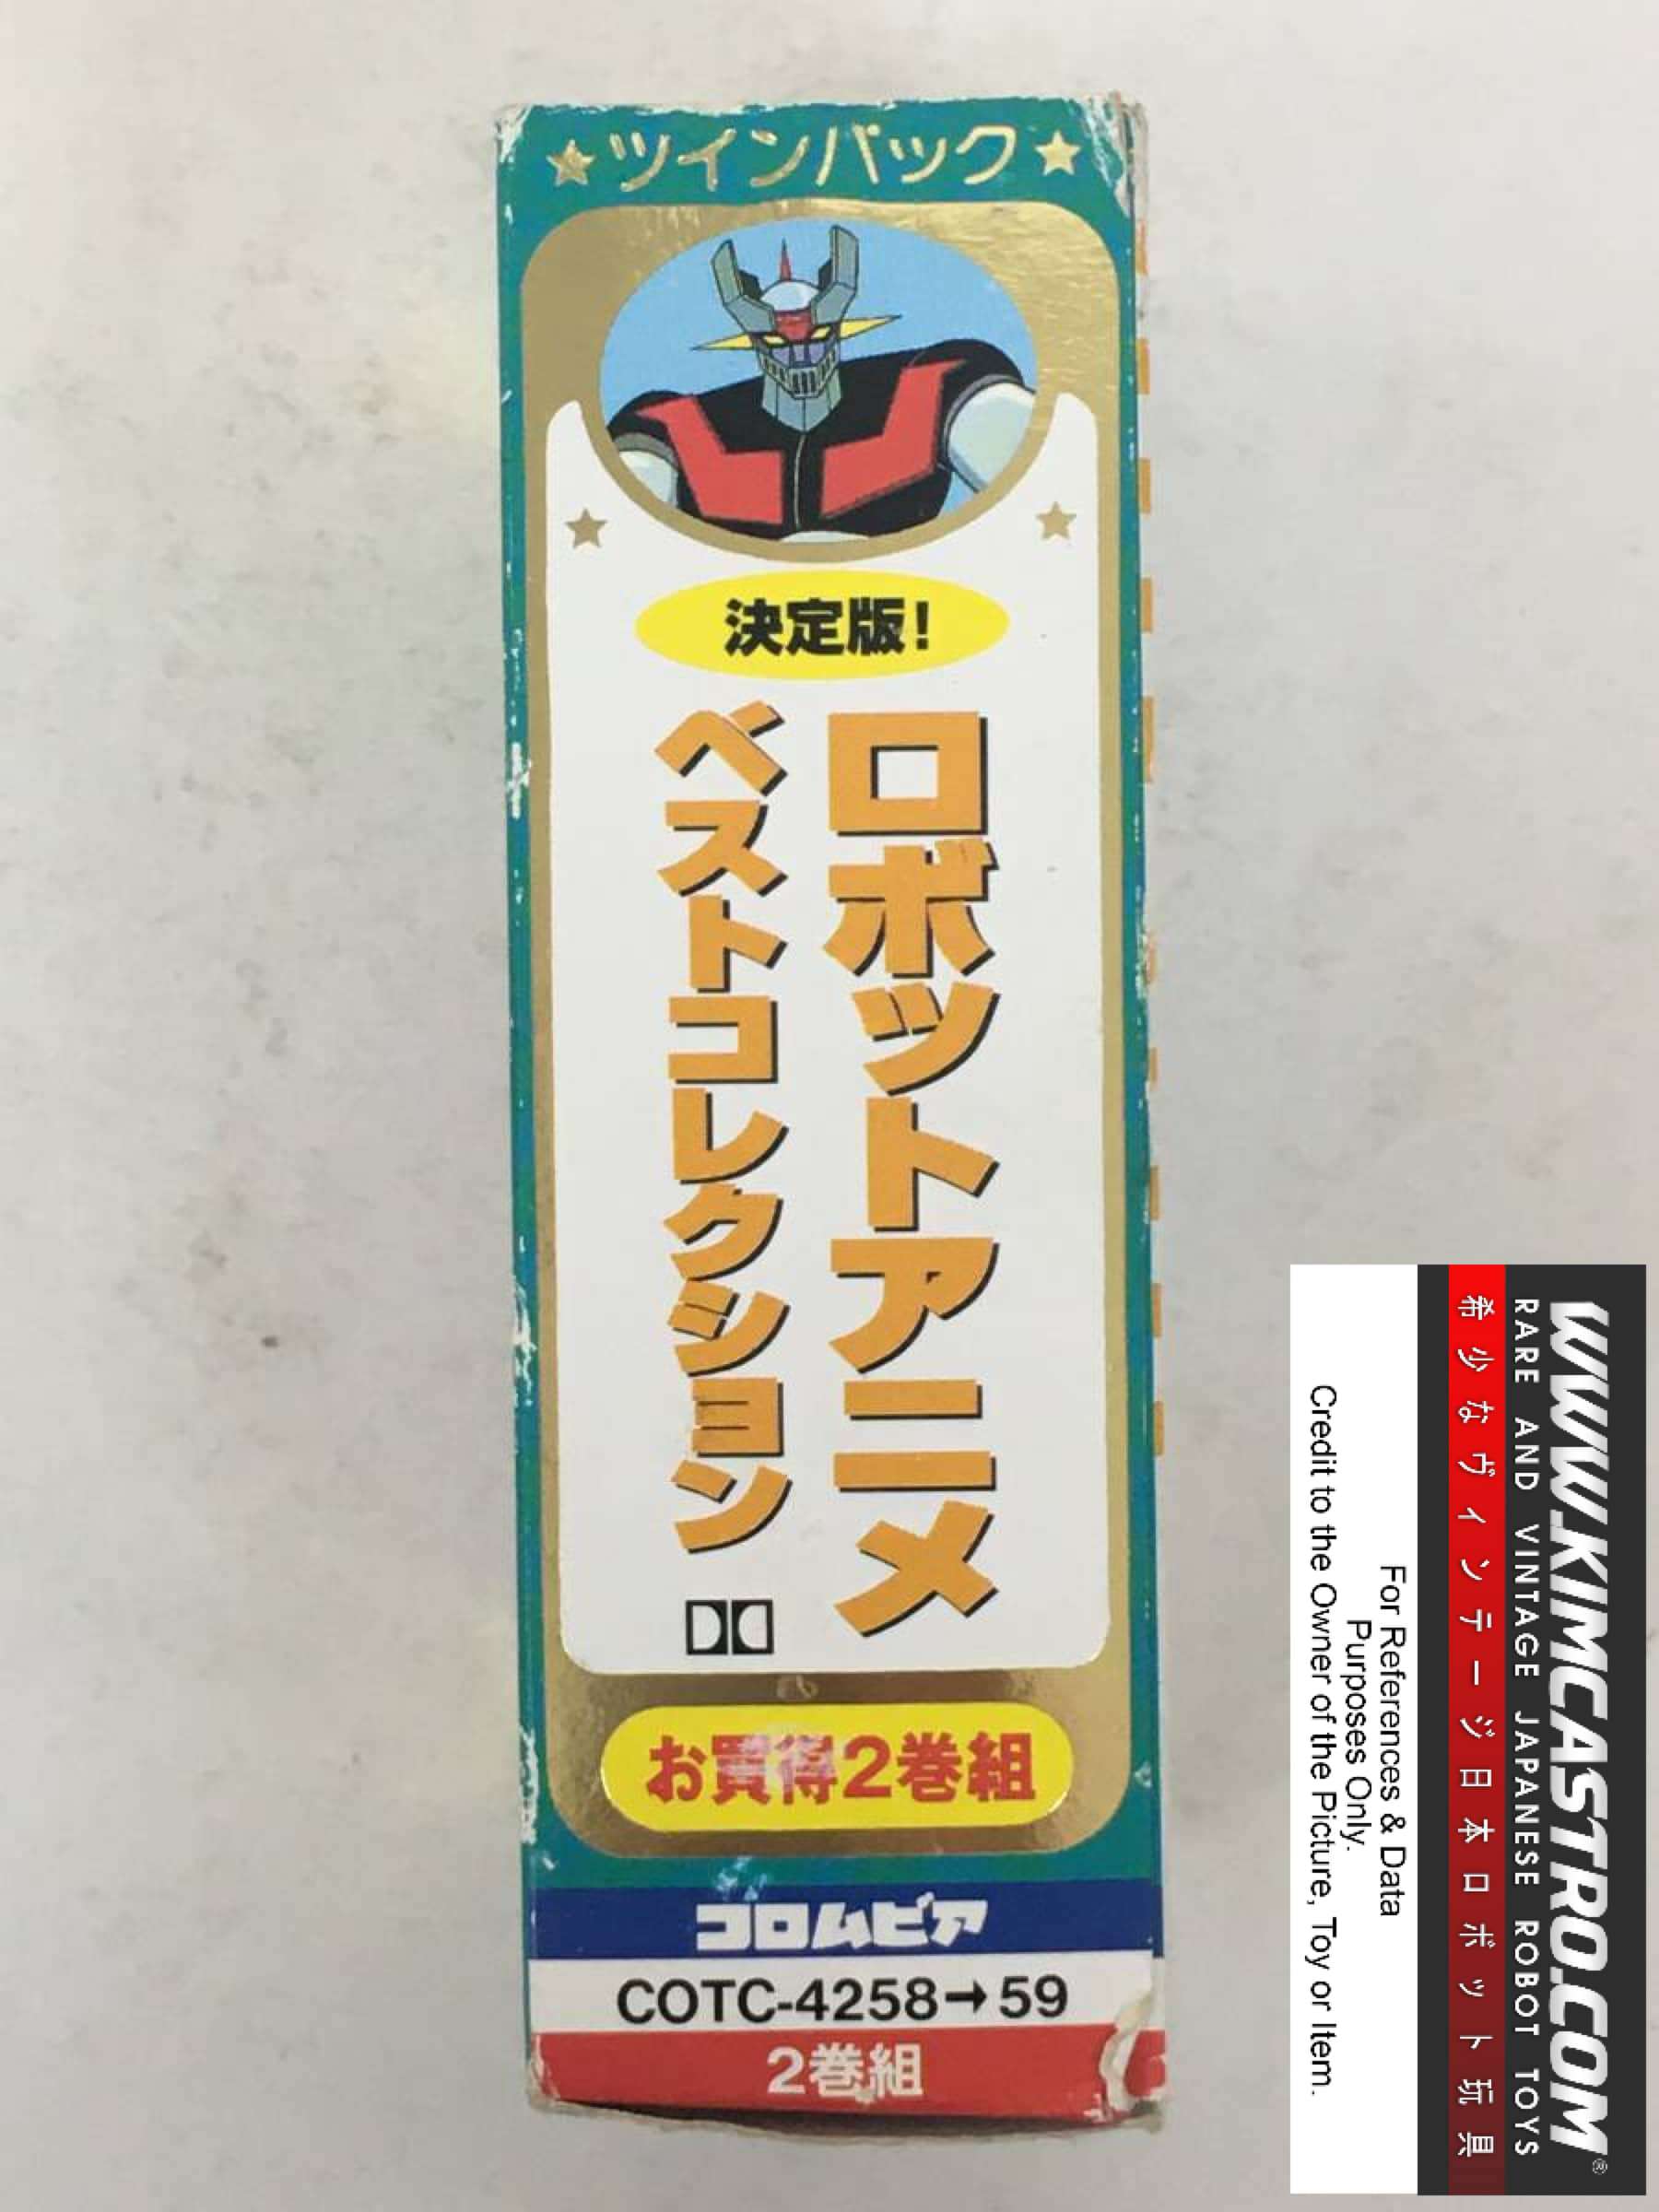 ★ツインパック★
決定版!
ロボットアニメ
ベストコレクション
お買得2巻組
コロムビア
COTC-4258→59
2巻組
WWW.KIMCASTRO.COM®
RARE AND VINTAGE JAPANESE ROBOT TOYS
希少なヴィンテージ日本ロボット玩具
For References & Data
Purposes Only.
Credit to the Owner of the Picture, Toy or Item.